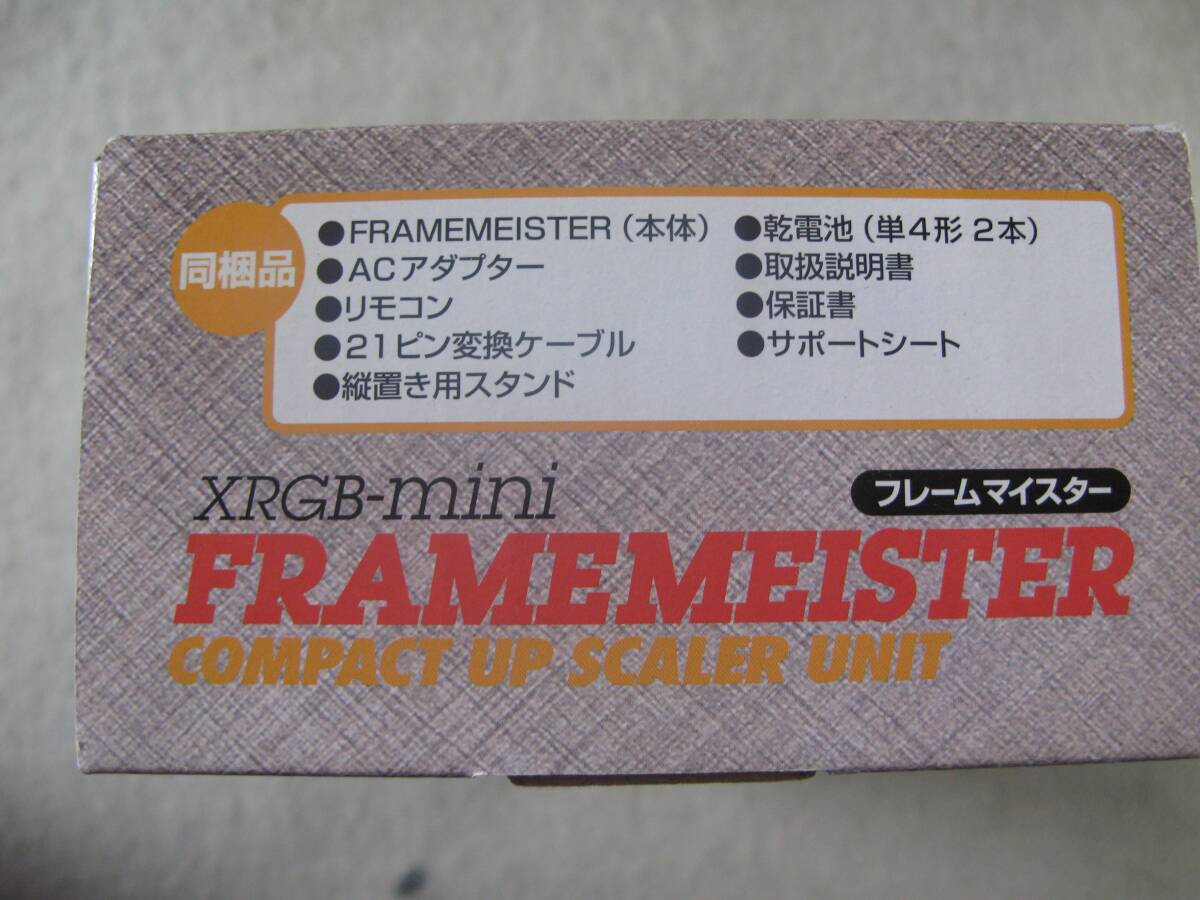 同梱品
●FRAMEMEISTER（本体）
●ACアダプター
●リモコン
●21ピン変換ケーブル
●縦置き用スタンド
●乾電池（単4形 2本）
●取扱説明書
●保証書
●サポートシート
XRGB-mini
フレームマイスター
FRAMEMEISTER
COMPACT UP SCALER UNIT